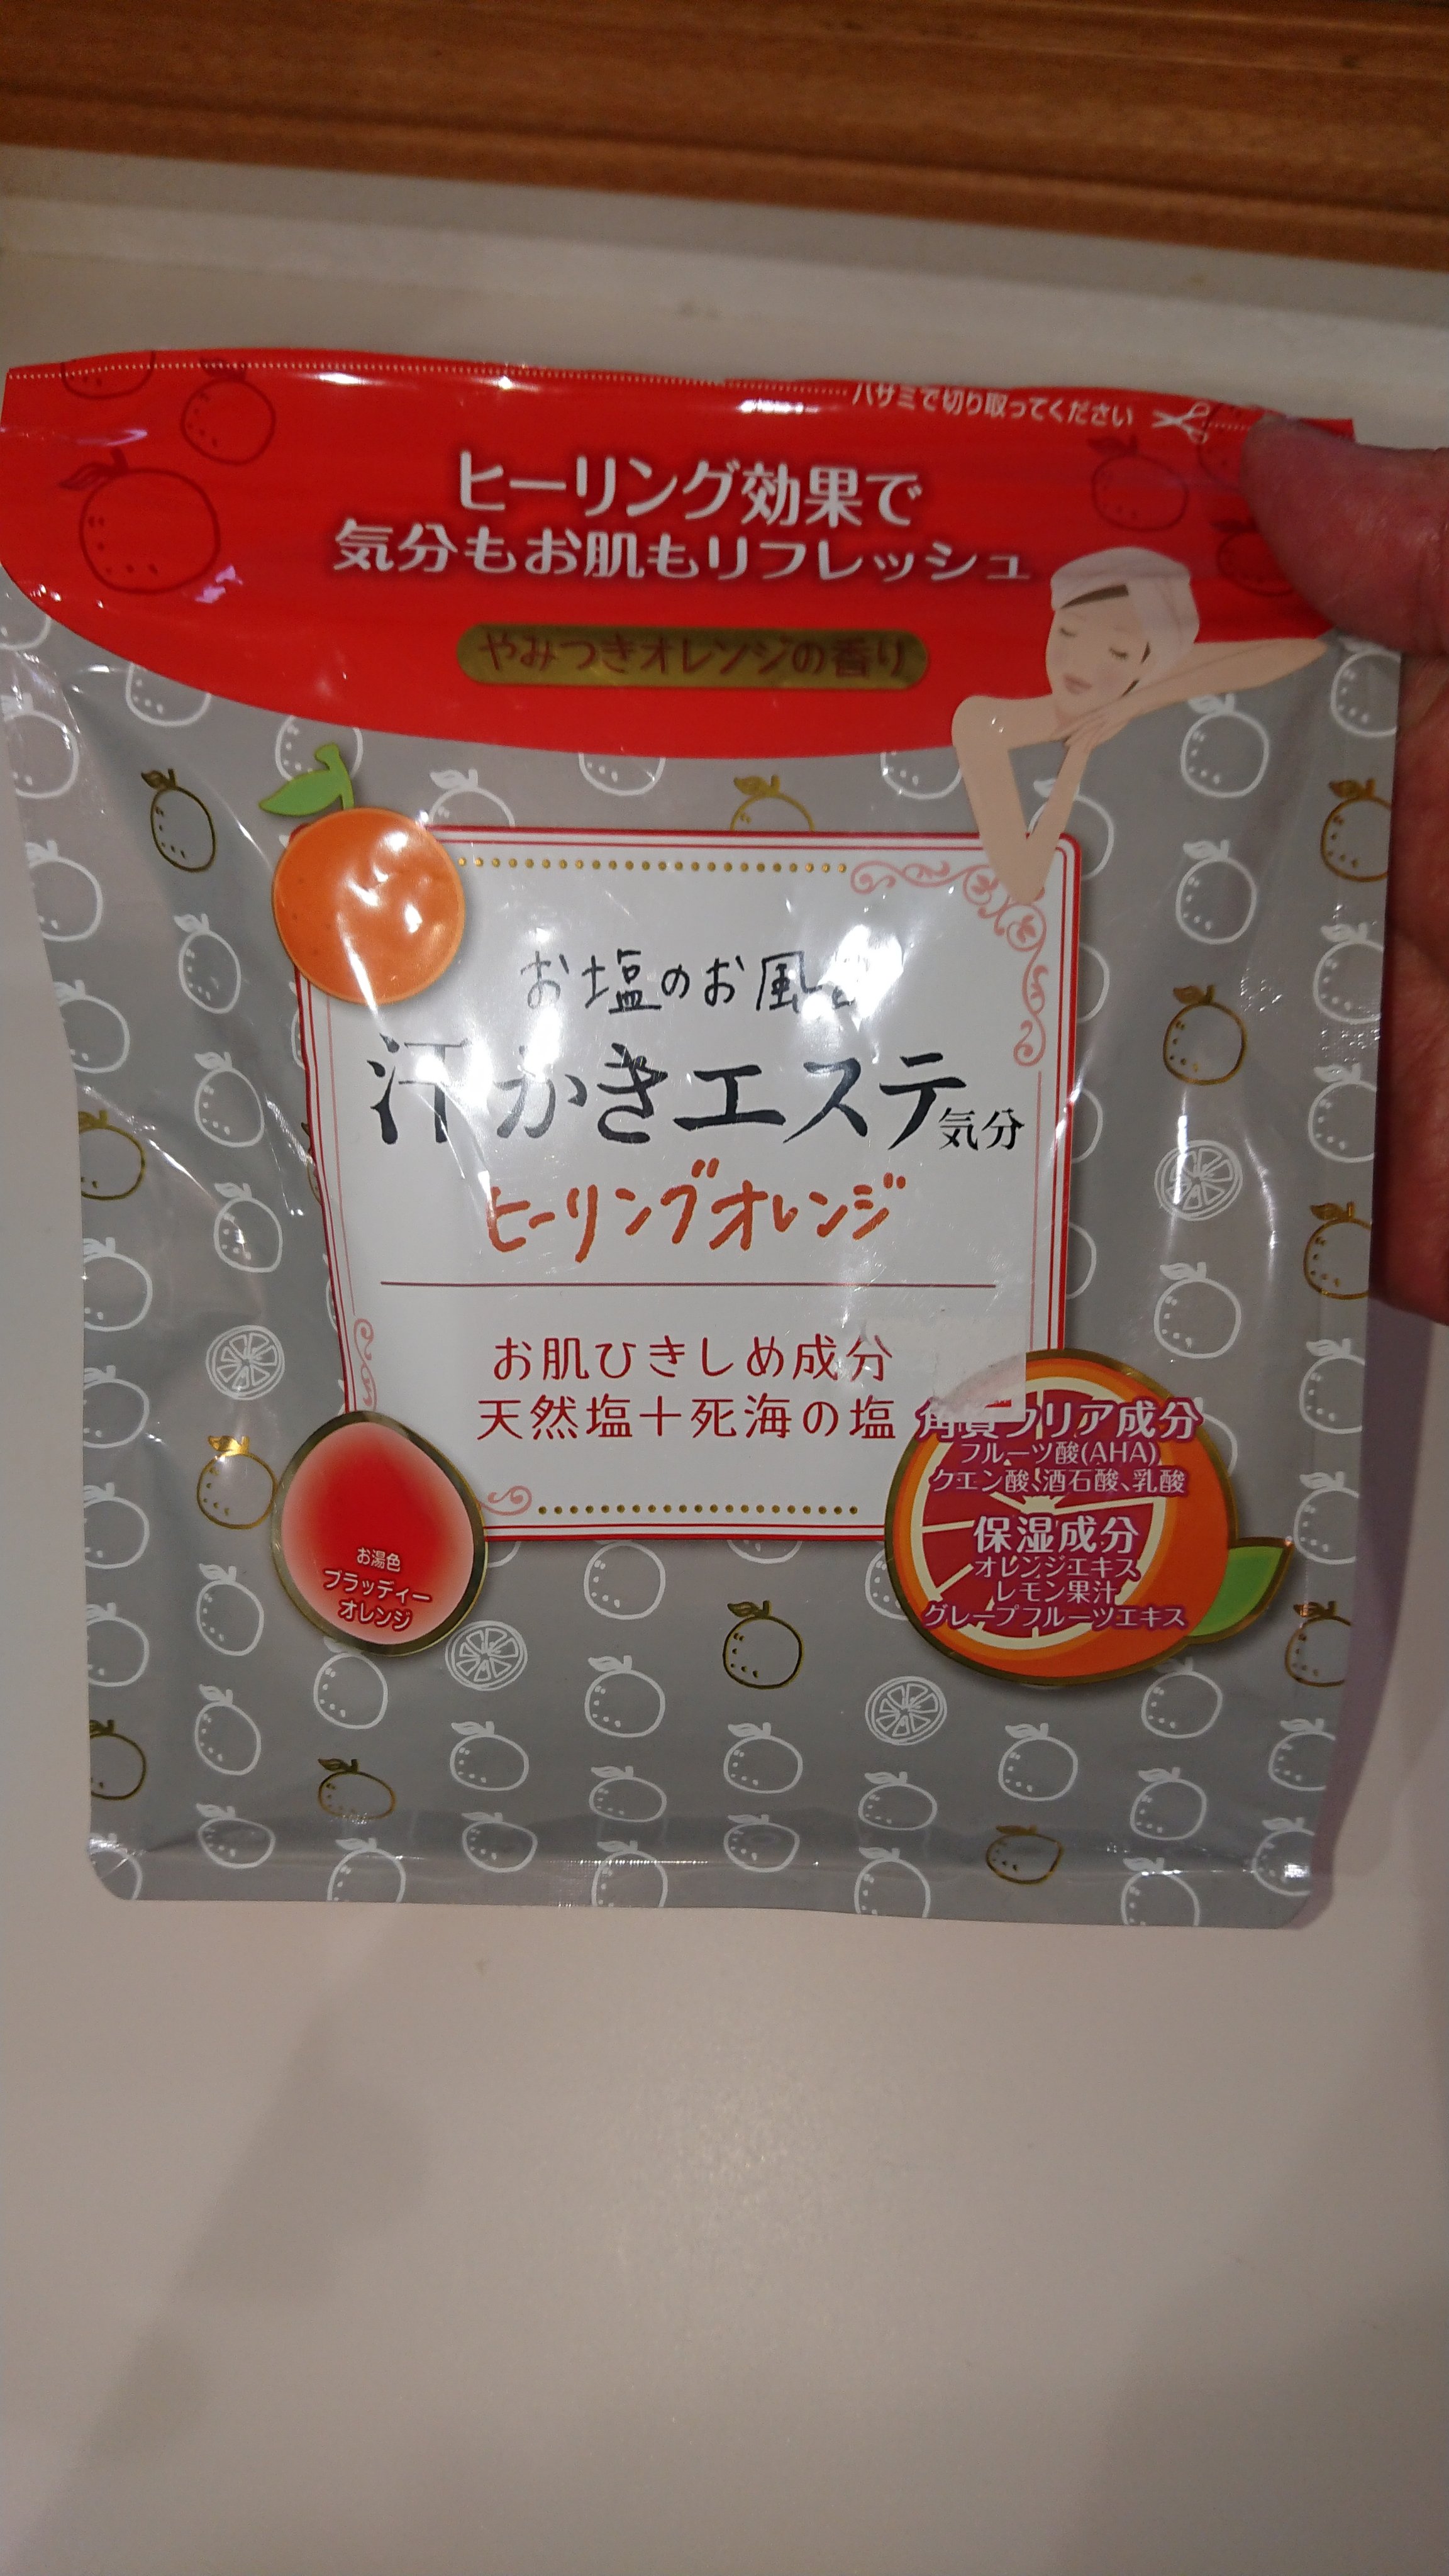 ハサミで切り取ってください
ヒーリング効果で
気分もお肌もリフレッシュ
やみつきオレンジの香り
お塩のお風呂
汗かきエステ気分
ヒーリングオレンジ
お肌ひきしめ成分
天然塩+死海の塩
角質クリア成分
フルーツ酸(AHA)
クエン酸、酒石酸、乳酸
保湿成分
オレンジエキス
レモン果汁
グレープフルーツエキス
お湯色
ブラッディー
オレンジ